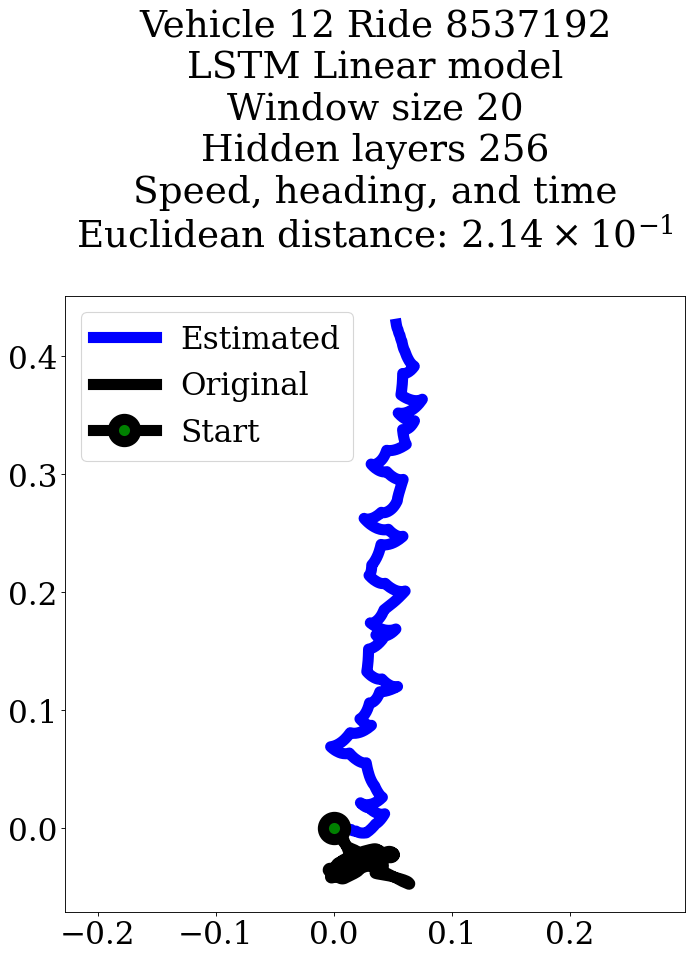 Vehicle 12 Ride 8537192
LSTM Linear model
Window size 20
Hidden layers 256
Speed, heading, and time
Euclidean distance: 2.14 × 10⁻¹
Estimated
Original
Start
0.4
0.3
0.2
0.1
0.0
−0.2 −0.1 0.0 0.1 0.2